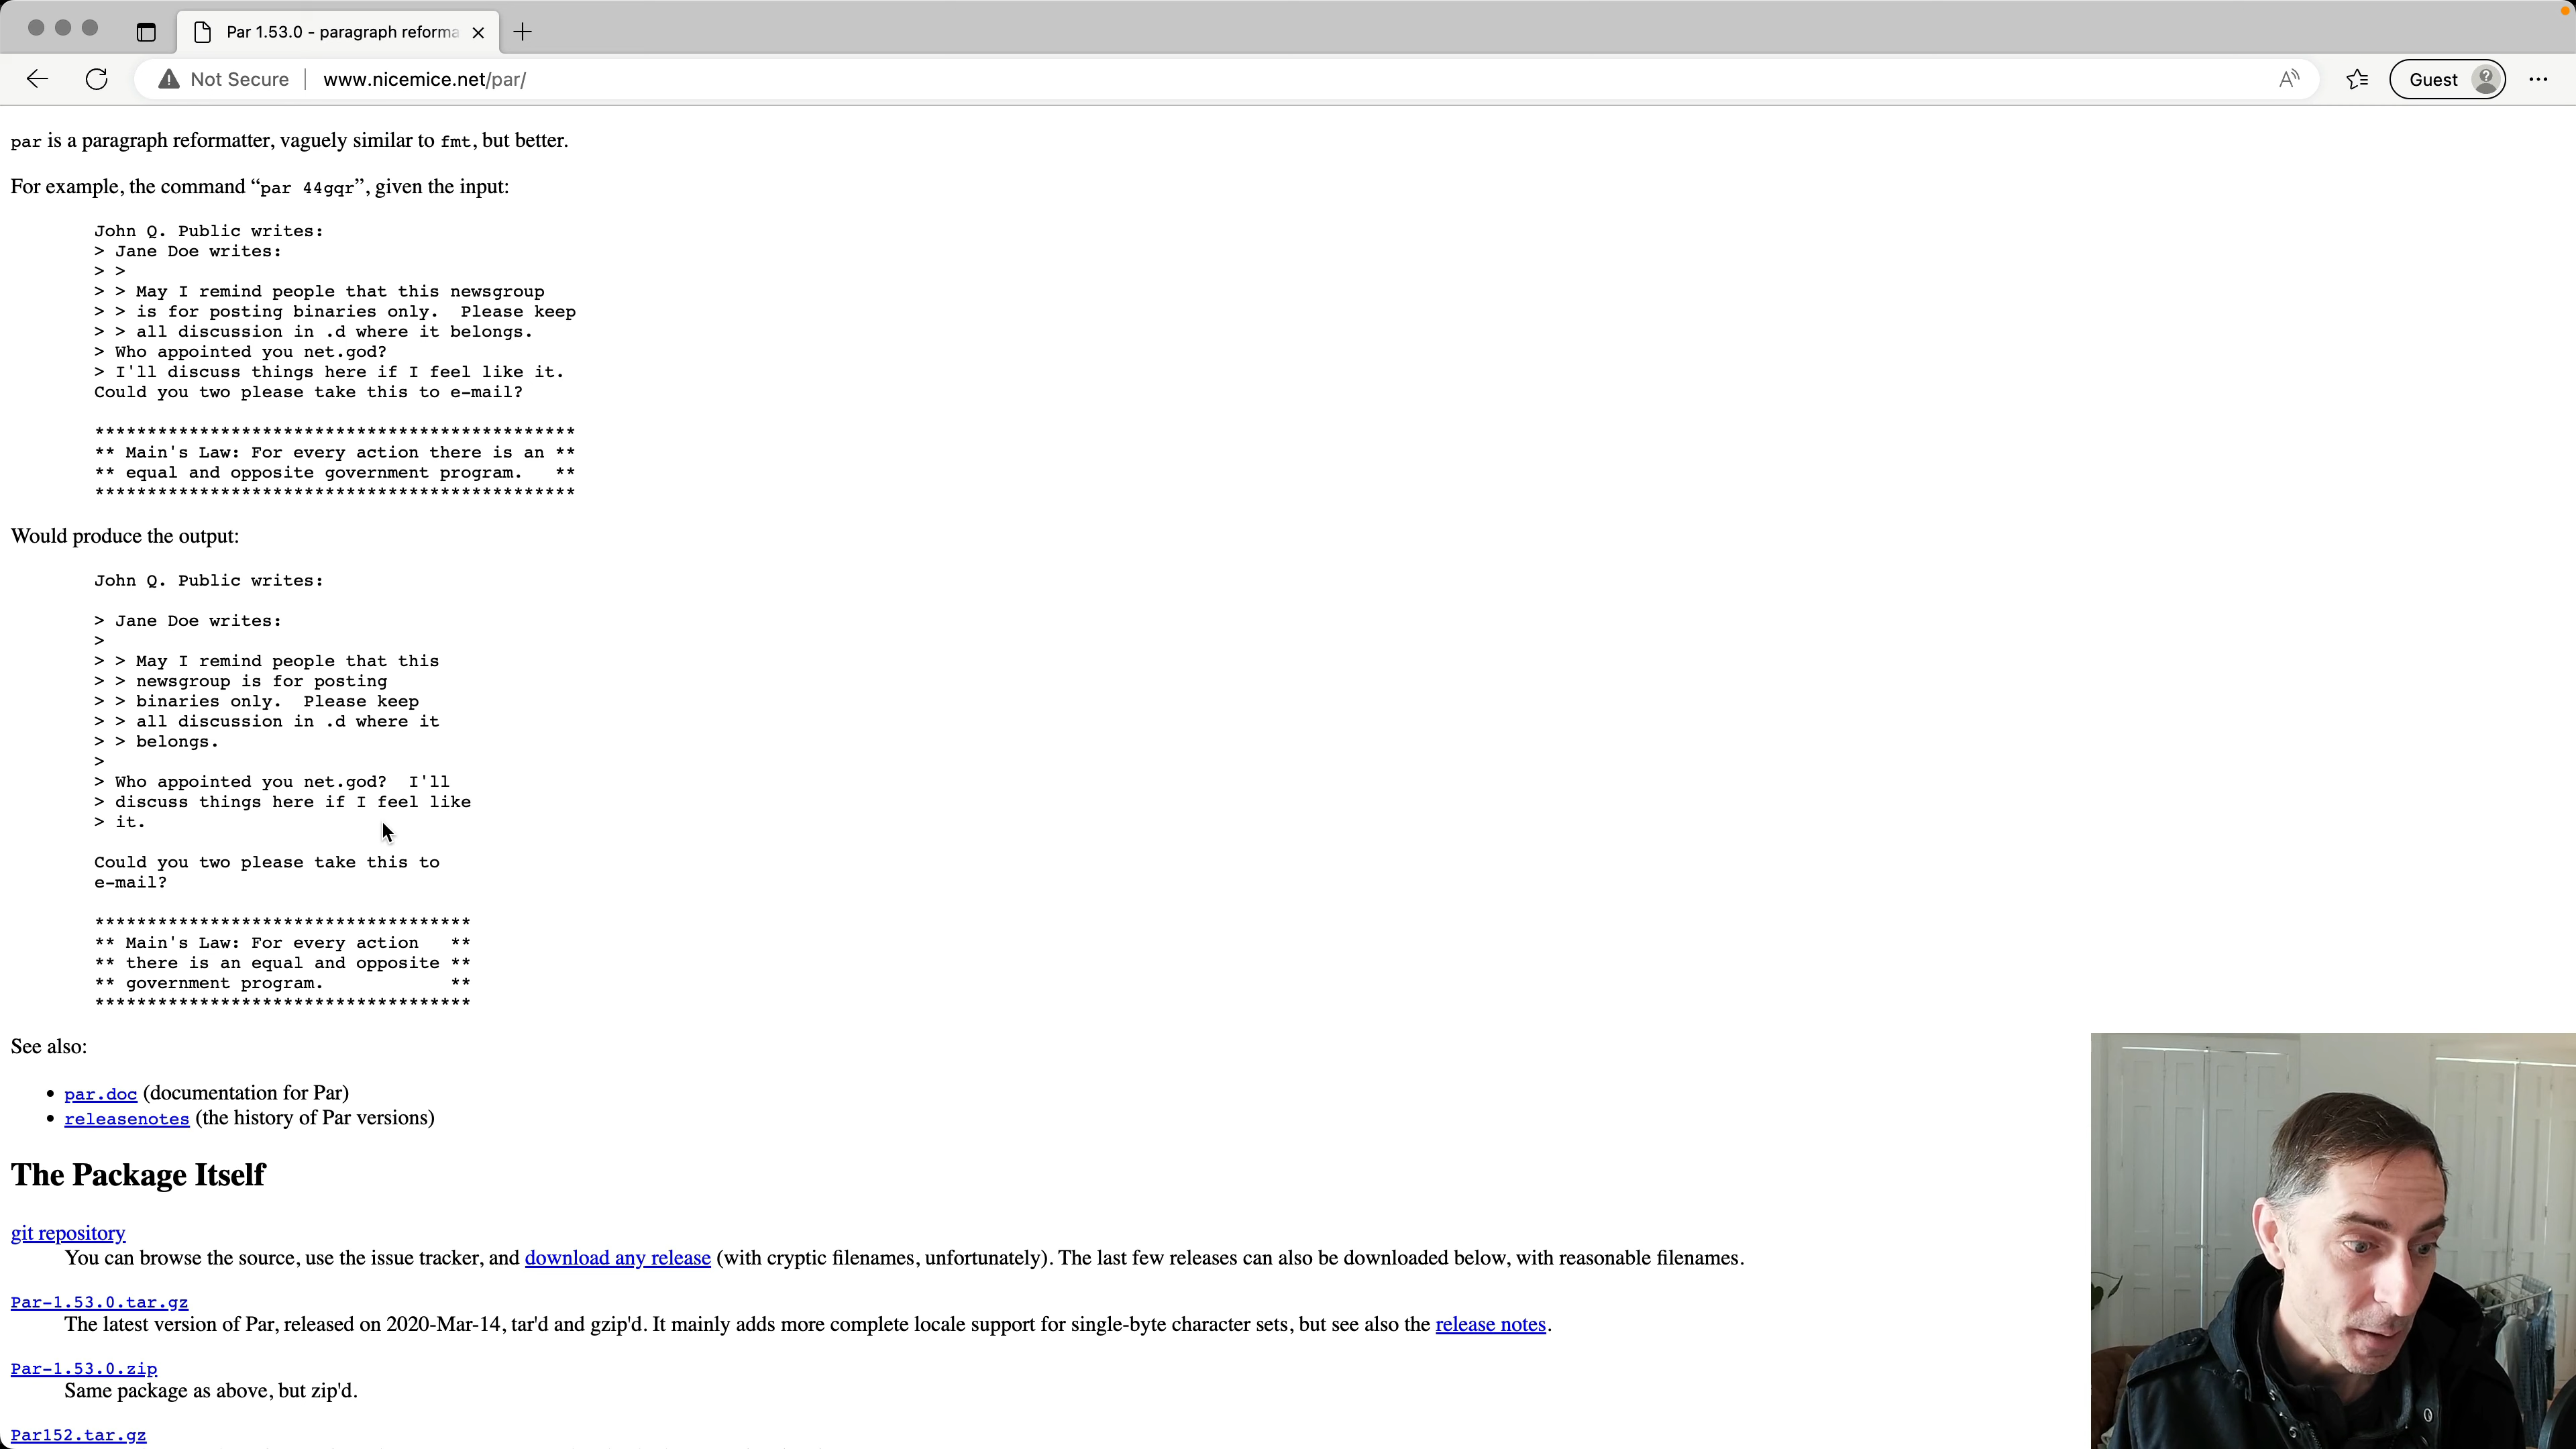 Par 1.53.0 - paragraph reforma
Not Secure www.nicemice.net/par/
Guest
par is a paragraph reformatter, vaguely similar to fmt, but better.
For example, the command “par 44gqr”, given the input:
John Q. Public writes:
> Jane Doe writes:
> >
> > May I remind people that this newsgroup
> > is for posting binaries only.  Please keep
> > all discussion in .d where it belongs.
> Who appointed you net.god?
> I'll discuss things here if I feel like it.
Could you two please take this to e-mail?
**********************************************
** Main's Law: For every action there is an **
** equal and opposite government program.   **
**********************************************
Would produce the output:
John Q. Public writes:
> Jane Doe writes:
>
> > May I remind people that this
> > newsgroup is for posting
> > binaries only.  Please keep
> > all discussion in .d where it
> > belongs.
>
> Who appointed you net.god?  I'll
> discuss things here if I feel like
> it.
Could you two please take this to
e-mail?
************************************
** Main's Law: For every action   **
** there is an equal and opposite **
** government program.            **
************************************
See also:
• par.doc (documentation for Par)
• releasenotes (the history of Par versions)
The Package Itself
git repository
You can browse the source, use the issue tracker, and download any release (with cryptic filenames, unfortunately). The last few releases can also be downloaded below, with reasonable filenames.
Par-1.53.0.tar.gz
The latest version of Par, released on 2020-Mar-14, tar'd and gzip'd. It mainly adds more complete locale support for single-byte character sets, but see also the release notes.
Par-1.53.0.zip
Same package as above, but zip'd.
Par152.tar.gz